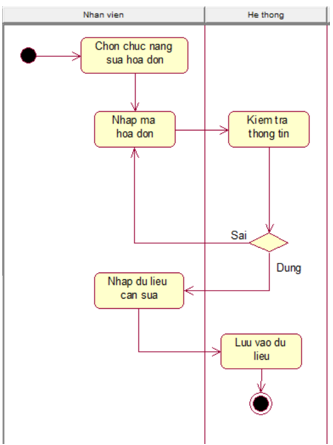 Nhan vien
He thong
Chon chuc nang
sua hoa don
Nhap ma
hoa don
Kiem tra
thong tin
Sai
Dung
Nhap du lieu
can sua
Luu vao du
lieu